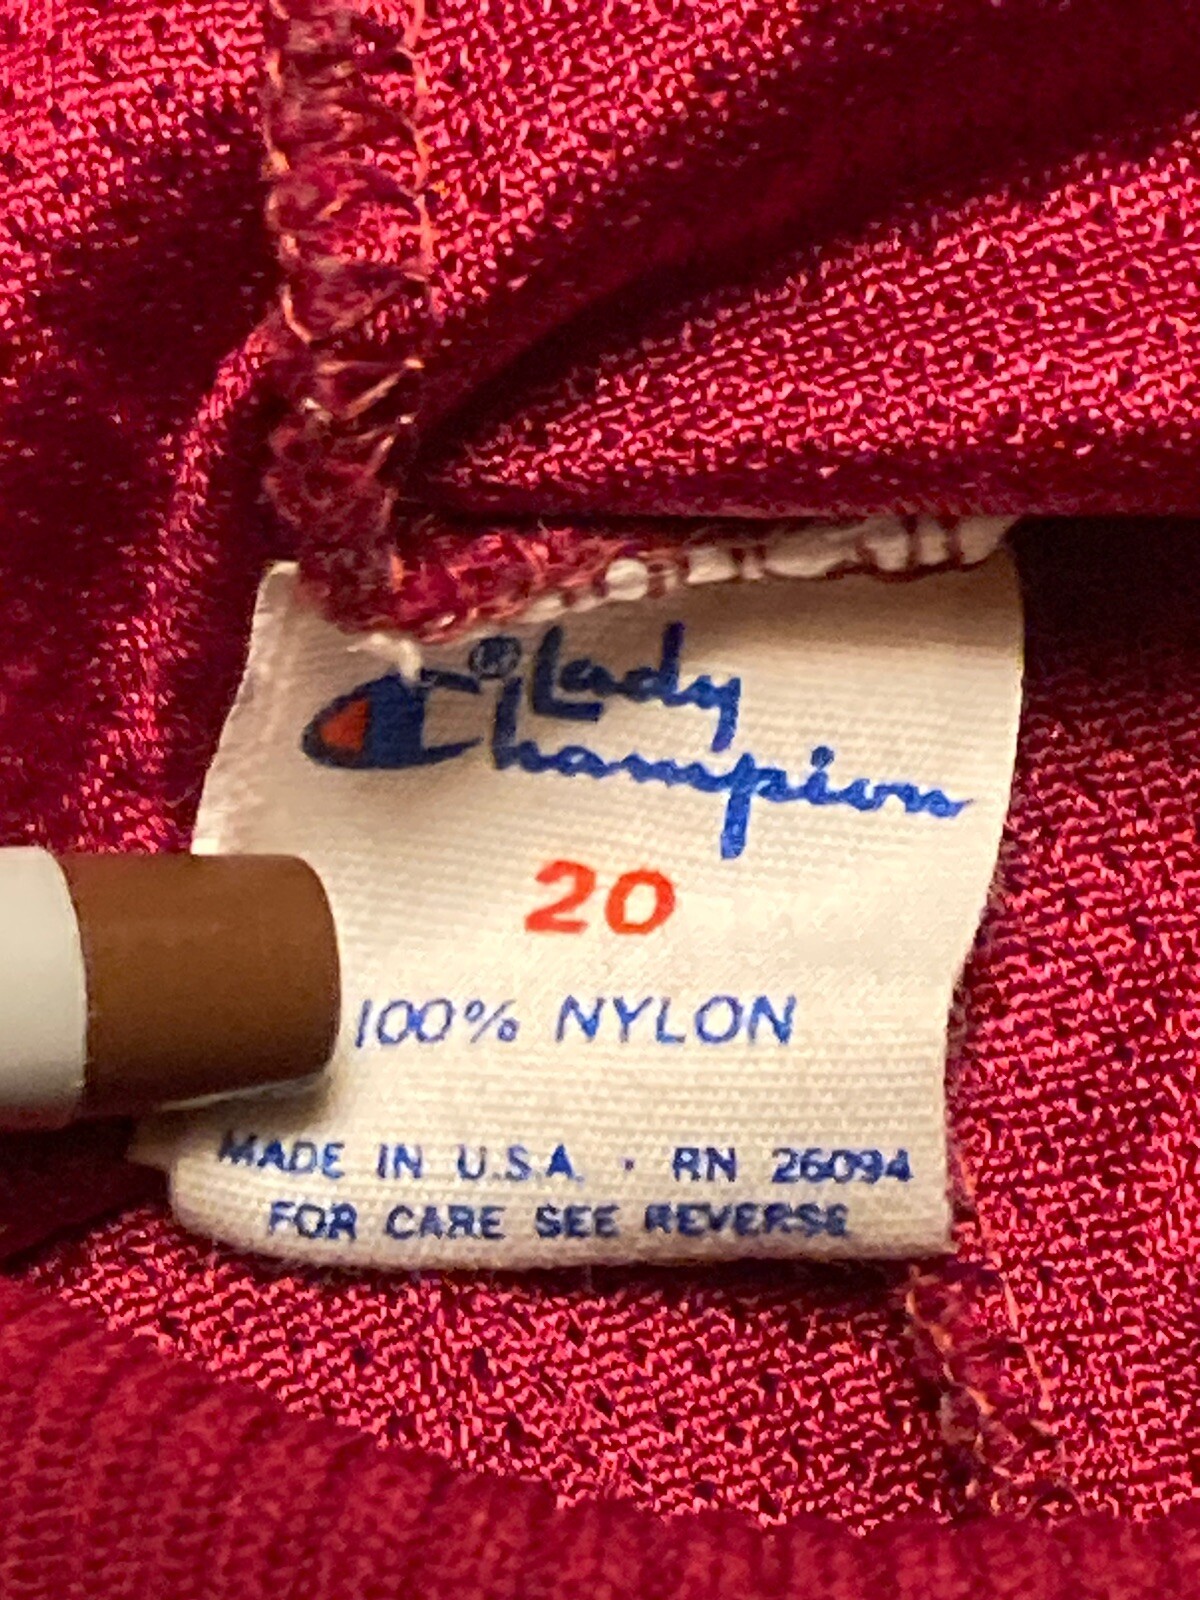 ® Lady
Champion
20
100% NYLON
MADE IN U.S.A. · RN 26094
FOR CARE SEE REVERSE